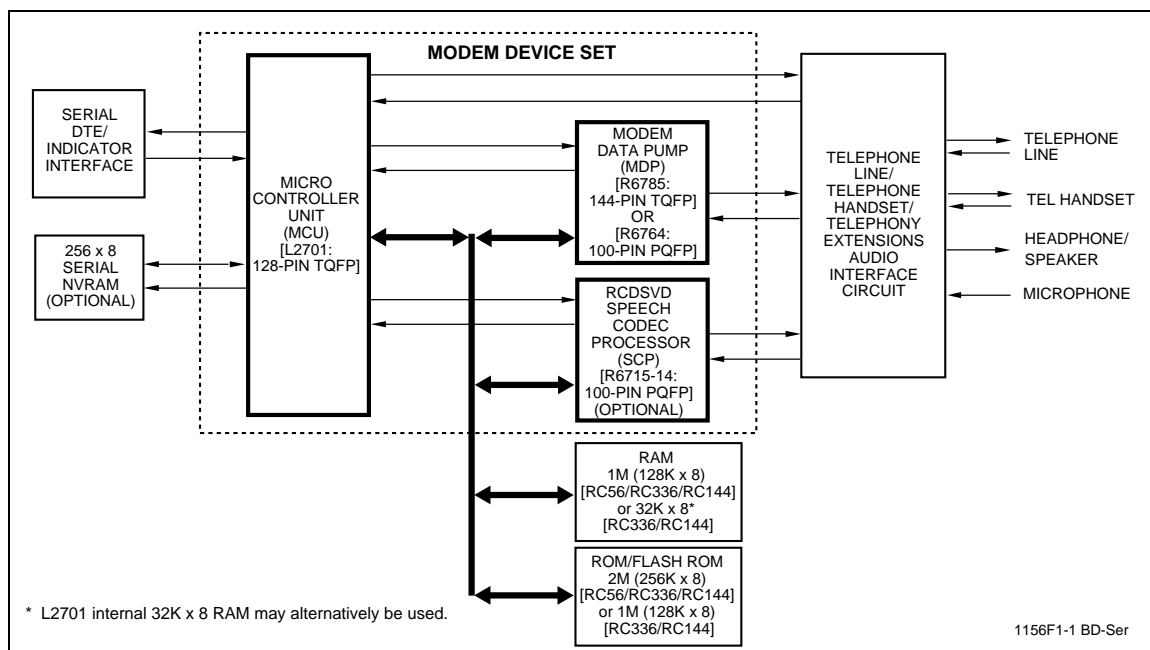 MODEM DEVICE SET
SERIAL
DTE/
INDICATOR
INTERFACE
256 x 8
SERIAL
NVRAM
(OPTIONAL)
MICRO
CONTROLLER
UNIT
(MCU)
[L2701:
128-PIN TQFP]
MODEM
DATA PUMP
(MDP)
[R6785:
144-PIN TQFP]
OR
[R6764:
100-PIN PQFP]
RCDSVD
SPEECH
CODEC
PROCESSOR
(SCP)
[R6715-14:
100-PIN PQFP]
(OPTIONAL)
TELEPHONE
LINE/
TELEPHONE
HANDSET/
TELEPHONY
EXTENSIONS
AUDIO
INTERFACE
CIRCUIT
TELEPHONE
LINE
TEL HANDSET
HEADPHONE/
SPEAKER
MICROPHONE
RAM
1M (128K x 8)
[RC56/RC336/RC144]
or 32K x 8*
[RC336/RC144]
ROM/FLASH ROM
2M (256K x 8)
[RC56/RC336/RC144]
or 1M (128K x 8)
[RC336/RC144]
* L2701 internal 32K x 8 RAM may alternatively be used.
1156F1-1 BD-Ser